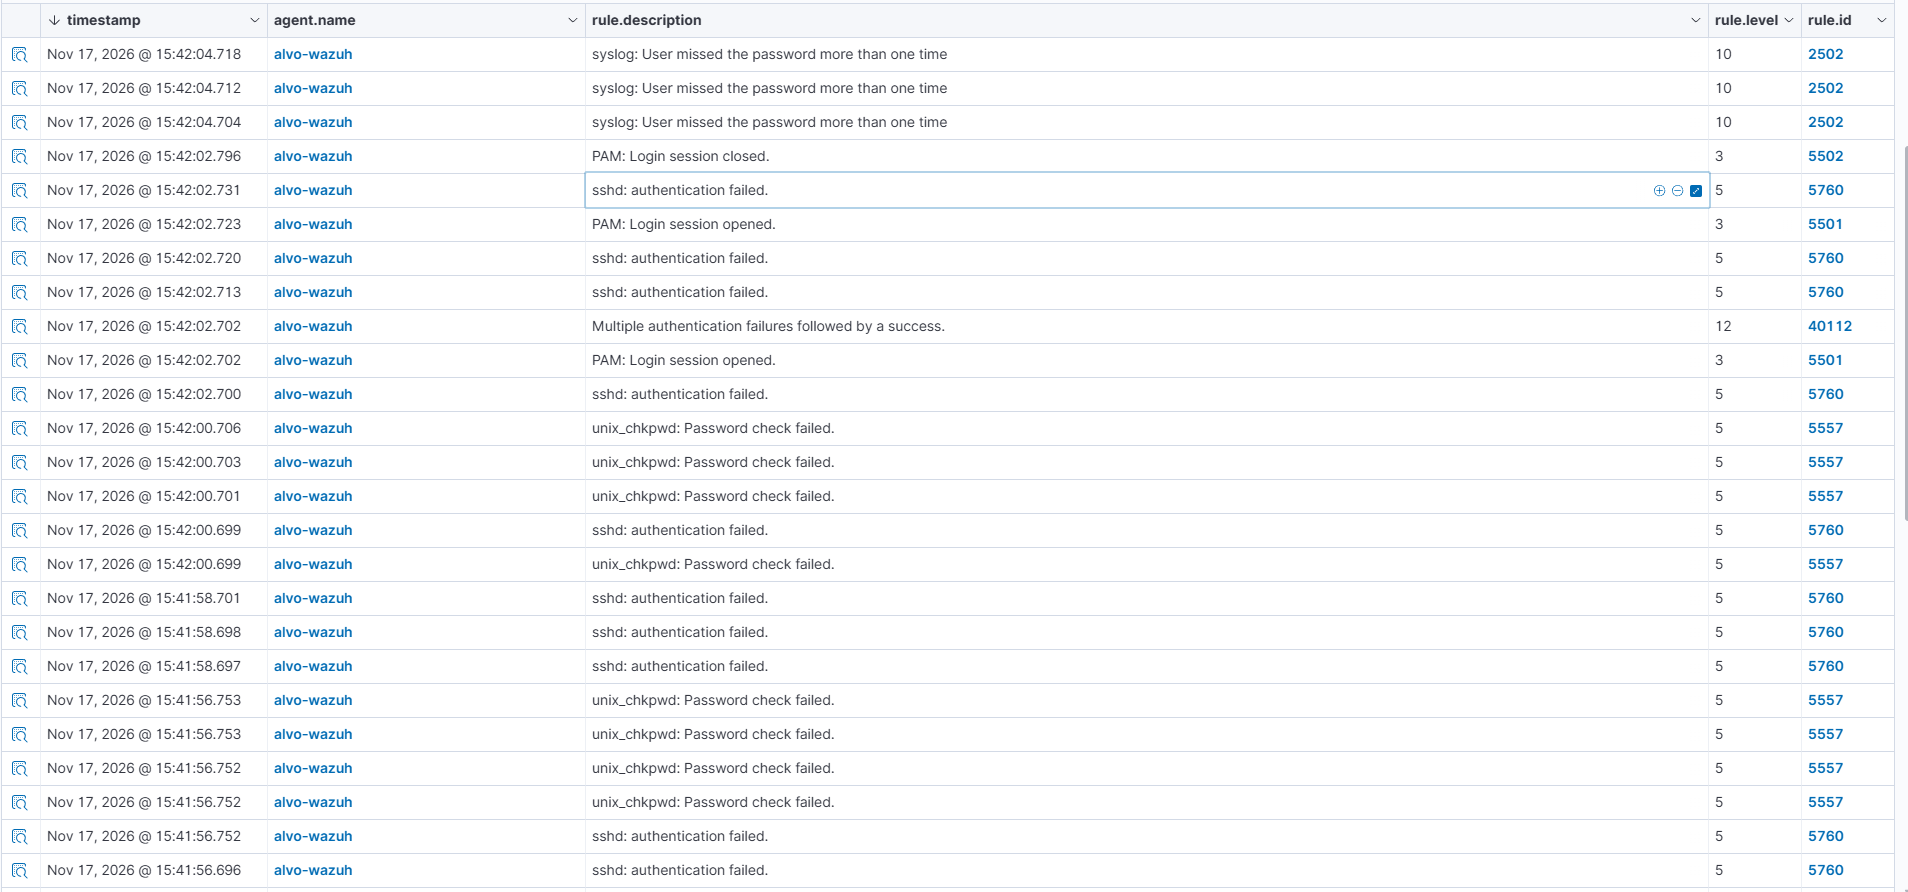 timestamp agent.name rule.description rule.level rule.id
Nov 17, 2026 @ 15:42:04.718 alvo-wazuh syslog: User missed the password more than one time 10 2502
Nov 17, 2026 @ 15:42:04.712 alvo-wazuh syslog: User missed the password more than one time 10 2502
Nov 17, 2026 @ 15:42:04.704 alvo-wazuh syslog: User missed the password more than one time 10 2502
Nov 17, 2026 @ 15:42:02.796 alvo-wazuh PAM: Login session closed. 3 5502
Nov 17, 2026 @ 15:42:02.731 alvo-wazuh sshd: authentication failed. 5 5760
Nov 17, 2026 @ 15:42:02.723 alvo-wazuh PAM: Login session opened. 3 5501
Nov 17, 2026 @ 15:42:02.720 alvo-wazuh sshd: authentication failed. 5 5760
Nov 17, 2026 @ 15:42:02.713 alvo-wazuh sshd: authentication failed. 5 5760
Nov 17, 2026 @ 15:42:02.702 alvo-wazuh Multiple authentication failures followed by a success. 12 40112
Nov 17, 2026 @ 15:42:02.702 alvo-wazuh PAM: Login session opened. 3 5501
Nov 17, 2026 @ 15:42:02.700 alvo-wazuh sshd: authentication failed. 5 5760
Nov 17, 2026 @ 15:42:00.706 alvo-wazuh unix_chkpwd: Password check failed. 5 5557
Nov 17, 2026 @ 15:42:00.703 alvo-wazuh unix_chkpwd: Password check failed. 5 5557
Nov 17, 2026 @ 15:42:00.701 alvo-wazuh unix_chkpwd: Password check failed. 5 5557
Nov 17, 2026 @ 15:42:00.699 alvo-wazuh sshd: authentication failed. 5 5760
Nov 17, 2026 @ 15:42:00.699 alvo-wazuh unix_chkpwd: Password check failed. 5 5557
Nov 17, 2026 @ 15:41:58.701 alvo-wazuh sshd: authentication failed. 5 5760
Nov 17, 2026 @ 15:41:58.698 alvo-wazuh sshd: authentication failed. 5 5760
Nov 17, 2026 @ 15:41:58.697 alvo-wazuh sshd: authentication failed. 5 5760
Nov 17, 2026 @ 15:41:56.753 alvo-wazuh unix_chkpwd: Password check failed. 5 5557
Nov 17, 2026 @ 15:41:56.753 alvo-wazuh unix_chkpwd: Password check failed. 5 5557
Nov 17, 2026 @ 15:41:56.752 alvo-wazuh unix_chkpwd: Password check failed. 5 5557
Nov 17, 2026 @ 15:41:56.752 alvo-wazuh unix_chkpwd: Password check failed. 5 5557
Nov 17, 2026 @ 15:41:56.752 alvo-wazuh sshd: authentication failed. 5 5760
Nov 17, 2026 @ 15:41:56.696 alvo-wazuh sshd: authentication failed. 5 5760